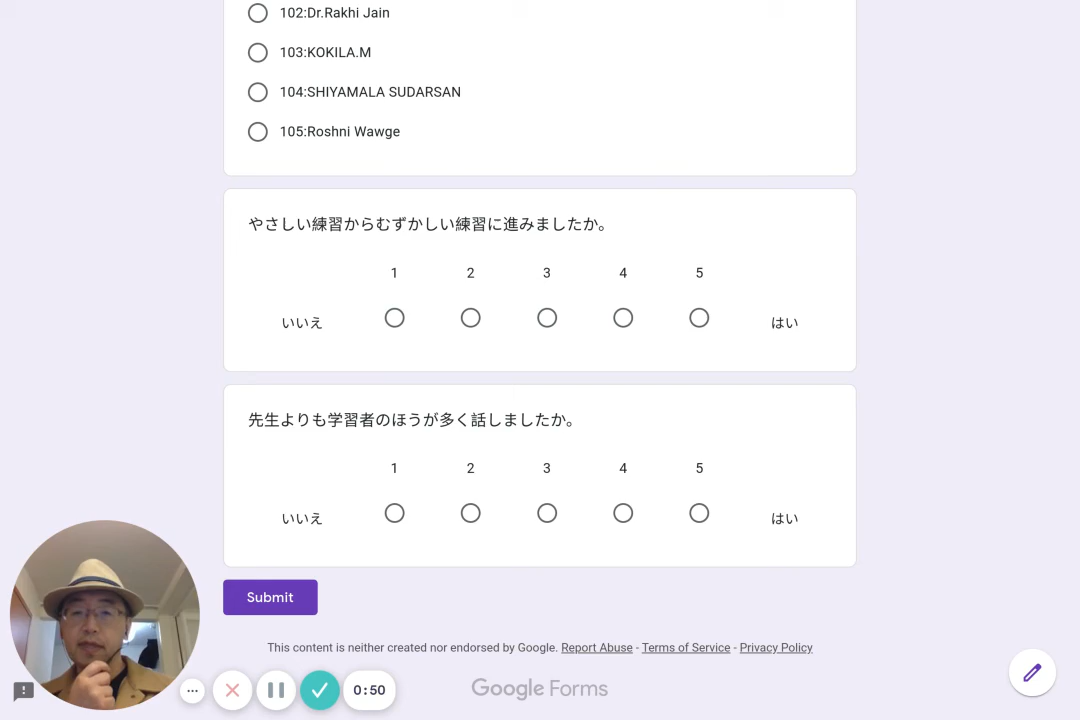 102:Dr.Rakhi Jain
103:KOKILA.M
104:SHIYAMALA SUDARSAN
105:Roshni Wawge
やさしい練習からむずかしい練習に進みましたか。
1 2 3 4 5
いいえ はい
先生よりも学習者のほうが多く話しましたか。
1 2 3 4 5
いいえ はい
Submit
This content is neither created nor endorsed by Google. Report Abuse - Terms of Service - Privacy Policy
0:50
Google Forms